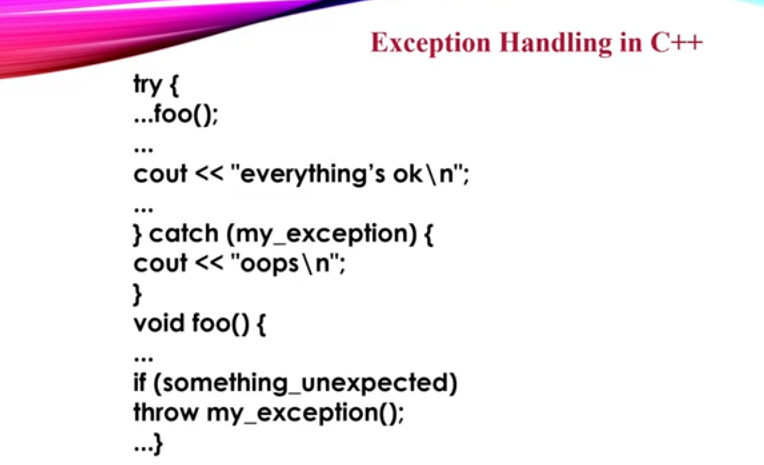 Exception Handling in C++
try {
...foo();
...
cout << "everything’s ok\n";
...
} catch (my_exception) {
cout << "oops\n";
}
void foo() {
...
if (something_unexpected)
throw my_exception();
...}